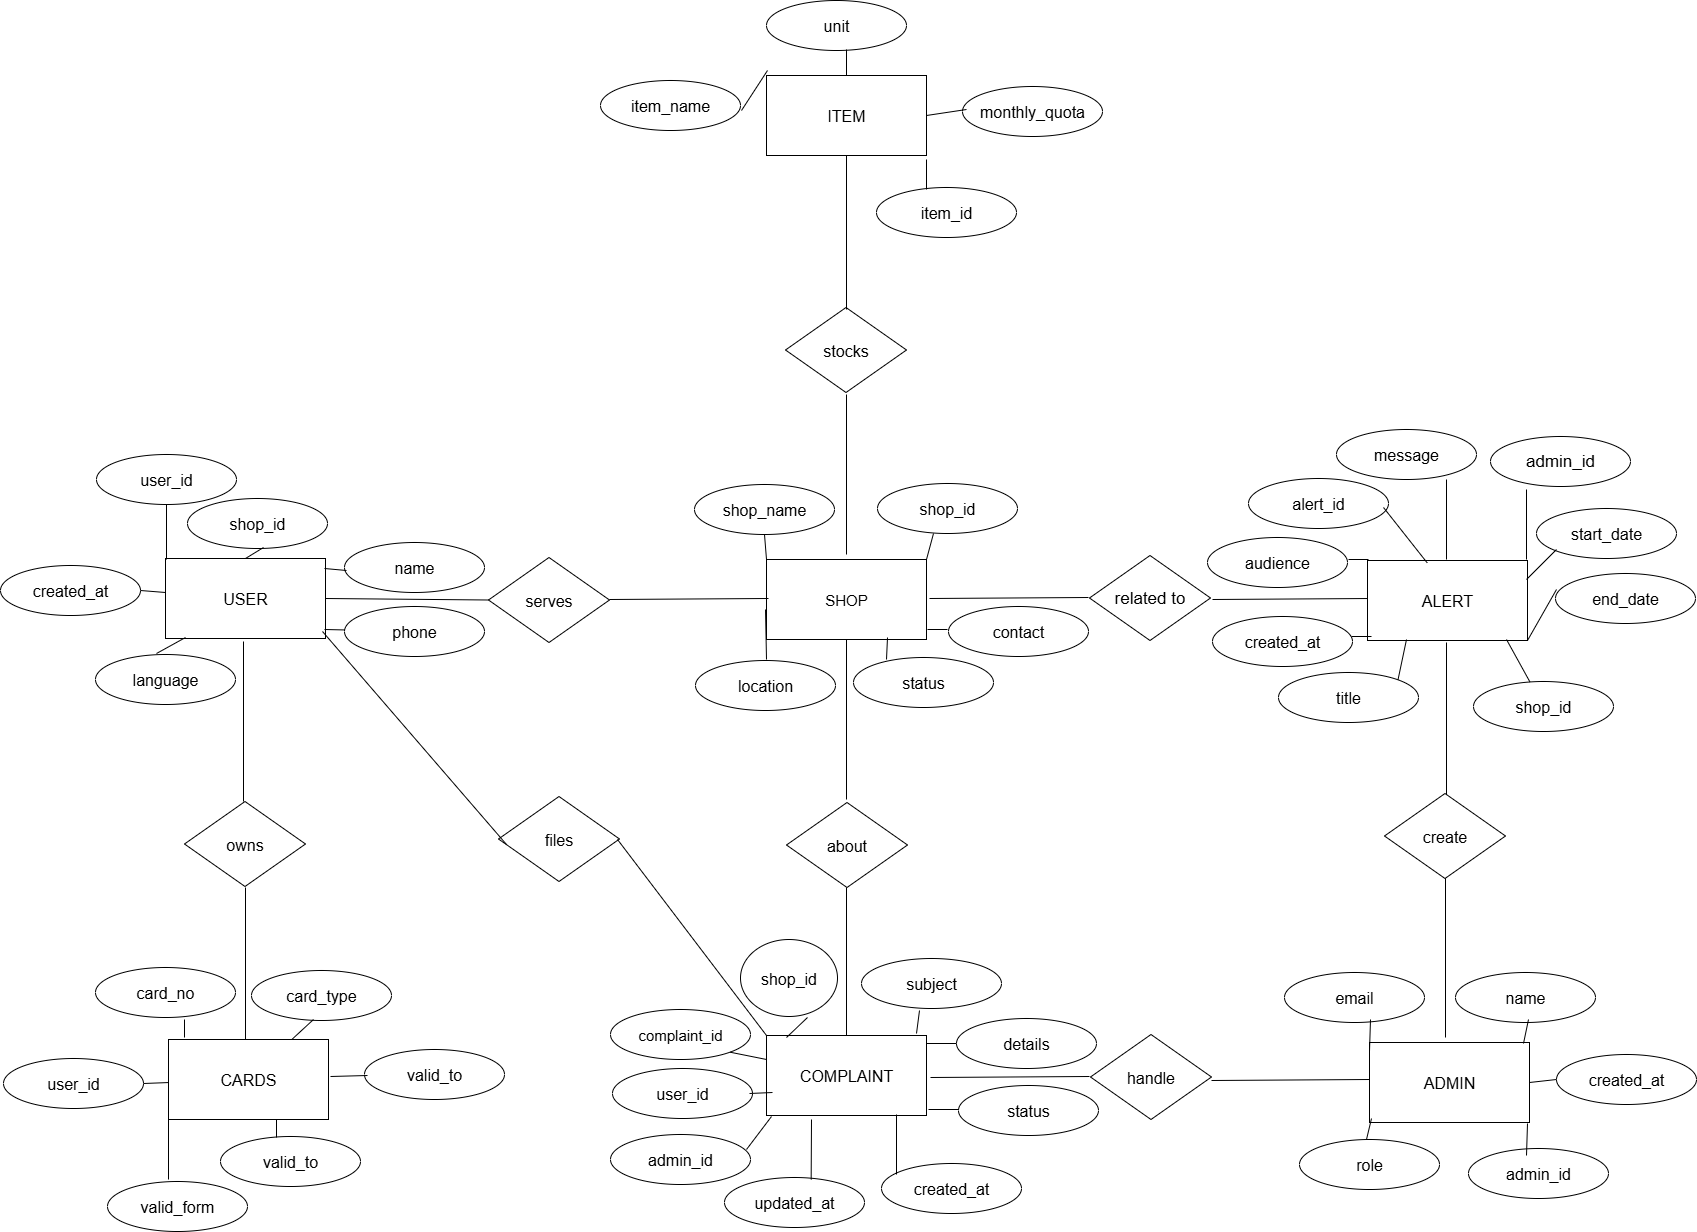 unit
item_name
ITEM
monthly_quota
item_id
stocks
user_id
shop_id
created_at
USER
name
phone
language
serves
shop_name
shop_id
SHOP
contact
location
status
related to
message
admin_id
alert_id
start_date
audience
ALERT
end_date
created_at
title
shop_id
owns
files
about
create
card_no
card_type
user_id
CARDS
valid_to
valid_to
valid_form
shop_id
subject
complaint_id
details
user_id
COMPLAINT
status
admin_id
updated_at
created_at
handle
email
name
ADMIN
created_at
role
admin_id